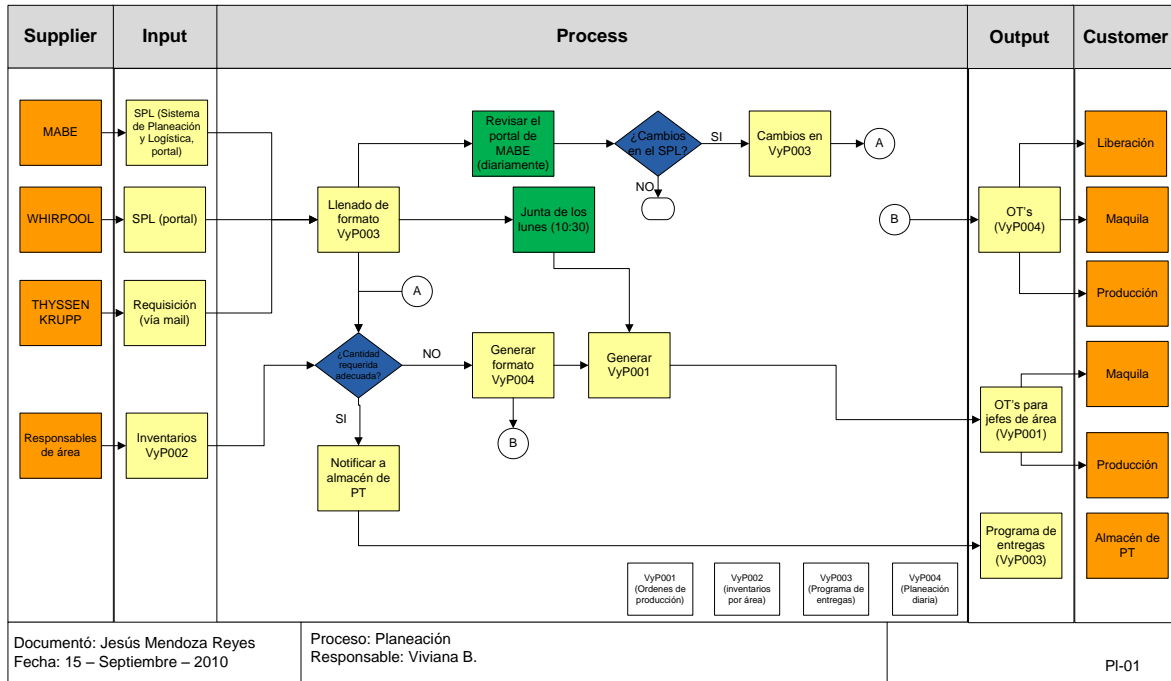 Supplier
Input
Process
Output
Customer
MABE
SPL (Sistema
de Planeación
y Logística,
portal)
Revisar el
portal de
MABE
(diariamente)
¿Cambios
en el SPL?
SI
NO
Cambios en
VyP003
A
Liberación
WHIRPOOL
SPL (portal)
Llenado de
formato
VyP003
Junta de los
lunes (10:30)
B
OT's
(VyP004)
Maquila
THYSSEN
KRUPP
Requisición
(vía mail)
A
Producción
¿Cantidad
requerida
adecuada?
NO
SI
Generar
formato
VyP004
Generar
VyP001
Maquila
Responsables
de área
Inventarios
VyP002
B
OT's para
jefes de área
(VyP001)
Producción
Notificar a
almacén de
PT
Programa de
entregas
(VyP003)
Almacén de
PT
VyP001
(Ordenes de
producción)
VyP002
(inventarios
por área)
VyP003
(Programa de
entregas)
VyP004
(Planeación
diaria)
Documentó: Jesús Mendoza Reyes
Fecha: 15 – Septiembre – 2010
Proceso: Planeación
Responsable: Viviana B.
Pl-01